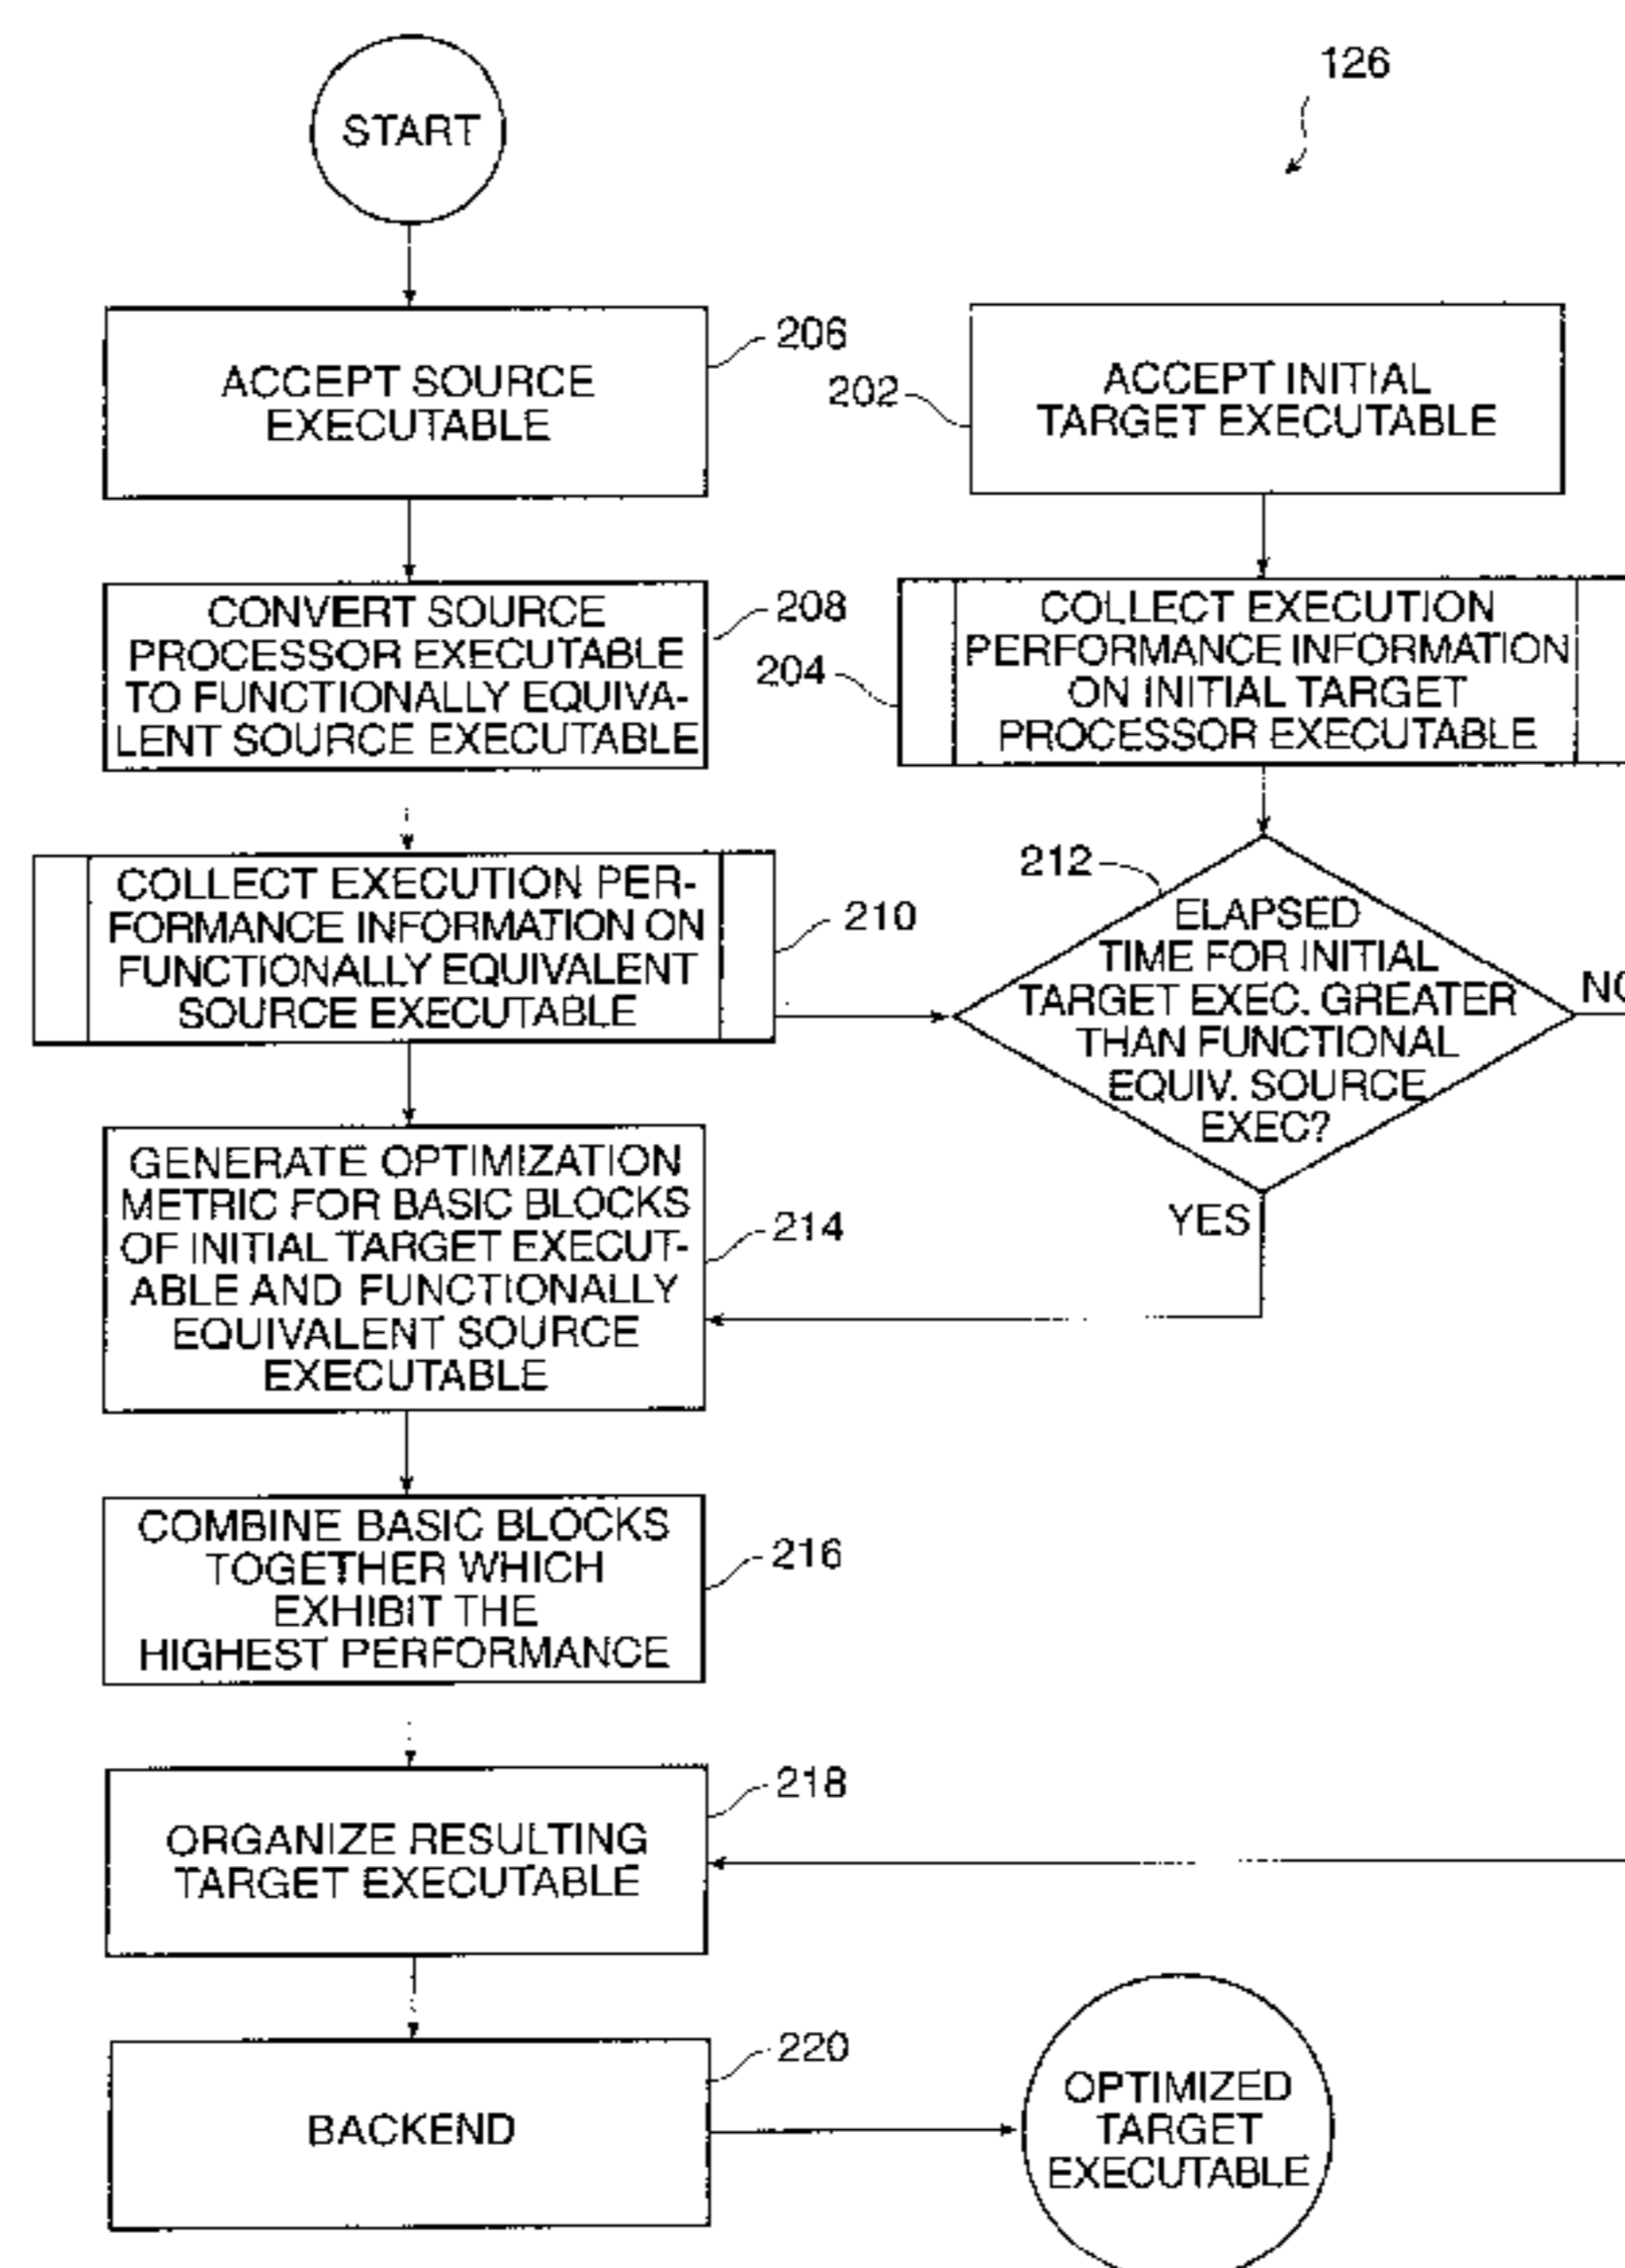 126
START
206
ACCEPT SOURCE
EXECUTABLE
202
ACCEPT INITIAL
TARGET EXECUTABLE
208
CONVERT SOURCE
PROCESSOR EXECUTABLE
TO FUNCTIONALLY EQUIVA-
LENT SOURCE EXECUTABLE
204
COLLECT EXECUTION
PERFORMANCE INFORMATION
ON INITIAL TARGET
PROCESSOR EXECUTABLE
COLLECT EXECUTION PER-
FORMANCE INFORMATION ON
FUNCTIONALLY EQUIVALENT
SOURCE EXECUTABLE
210
212
ELAPSED
TIME FOR INITIAL
TARGET EXEC. GREATER
THAN FUNCTIONAL
EQUIV. SOURCE
EXEC?
NO
YES
GENERATE OPTIMIZATION
METRIC FOR BASIC BLOCKS
OF INITIAL TARGET EXECUT-
ABLE AND FUNCTIONALLY
EQUIVALENT SOURCE
EXECUTABLE
214
COMBINE BASIC BLOCKS
TOGETHER WHICH
EXHIBIT THE
HIGHEST PERFORMANCE
216
218
ORGANIZE RESULTING
TARGET EXECUTABLE
220
BACKEND
OPTIMIZED
TARGET
EXECUTABLE